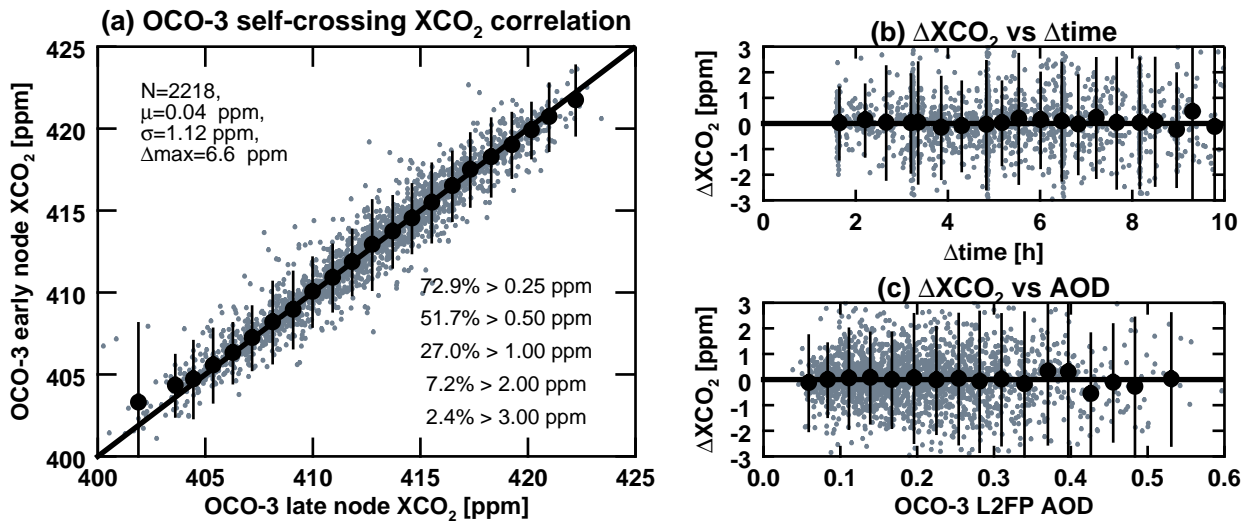 (a) OCO-3 self-crossing XCO₂ correlation
OCO-3 early node XCO₂ [ppm]
425
420
415
410
405
400
N=2218,
μ=0.04 ppm,
σ=1.12 ppm,
Δmax=6.6 ppm
72.9% > 0.25 ppm
51.7% > 0.50 ppm
27.0% > 1.00 ppm
7.2% > 2.00 ppm
2.4% > 3.00 ppm
400 405 410 415 420 425
OCO-3 late node XCO₂ [ppm]
(b) ΔXCO₂ vs Δtime
ΔXCO₂ [ppm]
3
2
1
0
-1
-2
-3
0 2 4 6 8 10
Δtime [h]
(c) ΔXCO₂ vs AOD
ΔXCO₂ [ppm]
3
2
1
0
-1
-2
-3
0.0 0.1 0.2 0.3 0.4 0.5 0.6
OCO-3 L2FP AOD